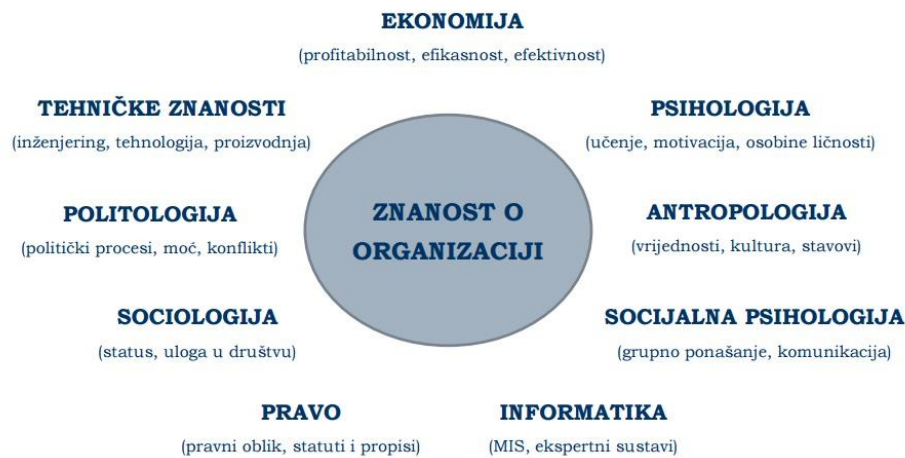 EKONOMIJA
(profitabilnost, efikasnost, efektivnost)
TEHNIČKE ZNANOSTI
(inženjering, tehnologija, proizvodnja)
PSIHOLOGIJA
(učenje, motivacija, osobine ličnosti)
POLITOLOGIJA
(politički procesi, moć, konflikti)
ZNANOST O
ORGANIZACIJI
ANTROPOLOGIJA
(vrijednosti, kultura, stavovi)
SOCIOLOGIJA
(status, uloga u društvu)
SOCIJALNA PSIHOLOGIJA
(grupno ponašanje, komunikacija)
PRAVO
(pravni oblik, statuti i propisi)
INFORMATIKA
(MIS, ekspertni sustavi)